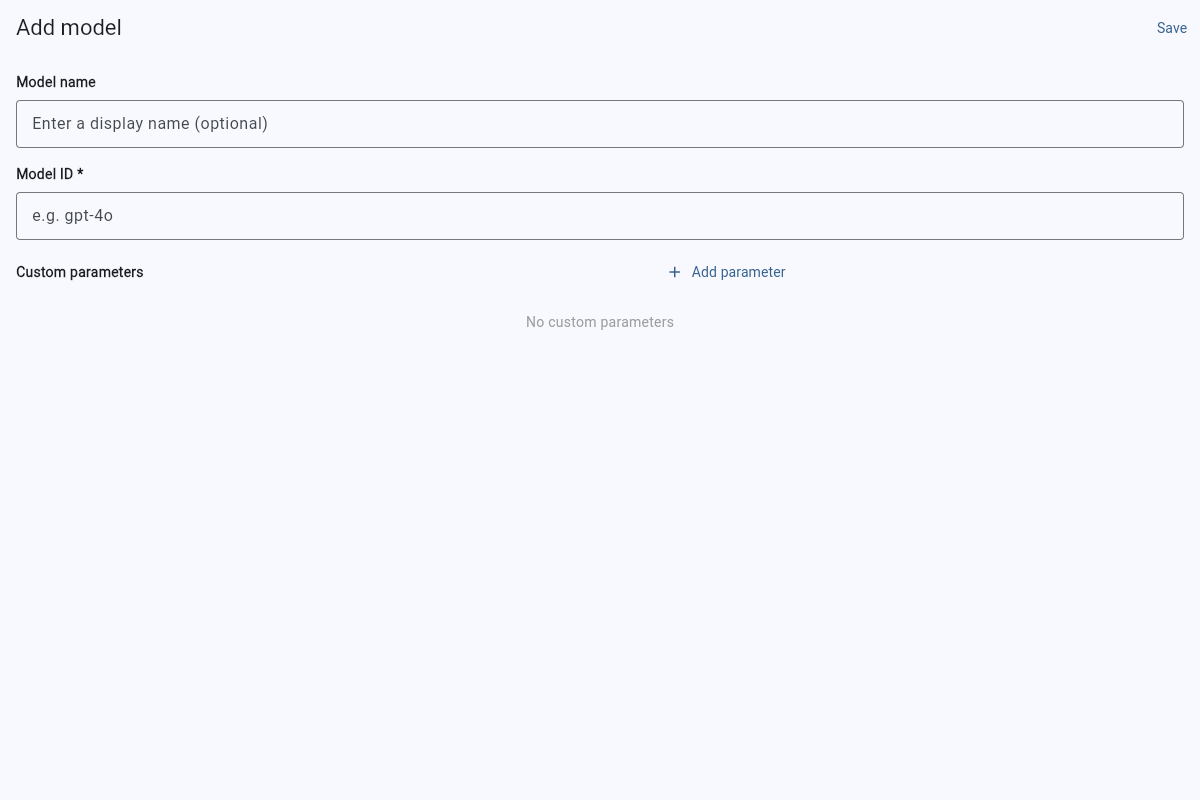 Add model
Save
Model name
Enter a display name (optional)
Model ID *
e.g. gpt-4o
Custom parameters
Add parameter
No custom parameters